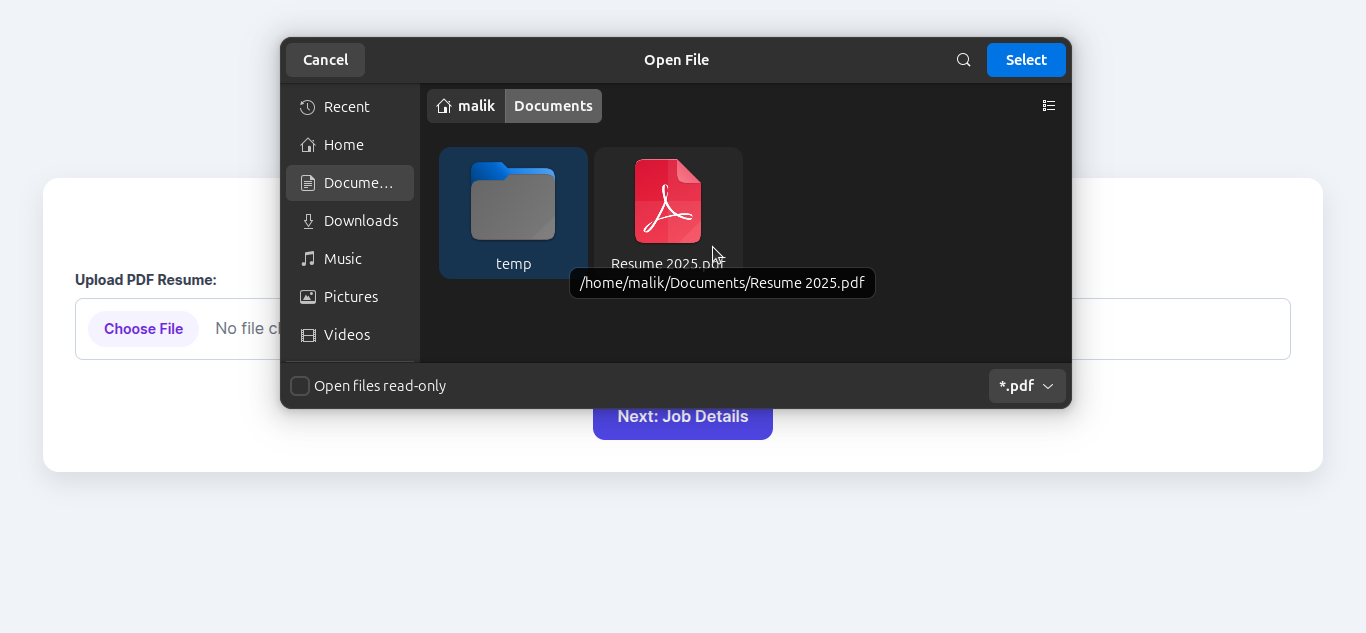 Cancel
Open File
Select
Recent
Home
Docume...
Downloads
Music
Pictures
Videos
malik
Documents
temp
Resume 2025.pdf
/home/malik/Documents/Resume 2025.pdf
Open files read-only
*.pdf
Upload PDF Resume:
Choose File
No file
Next: Job Details